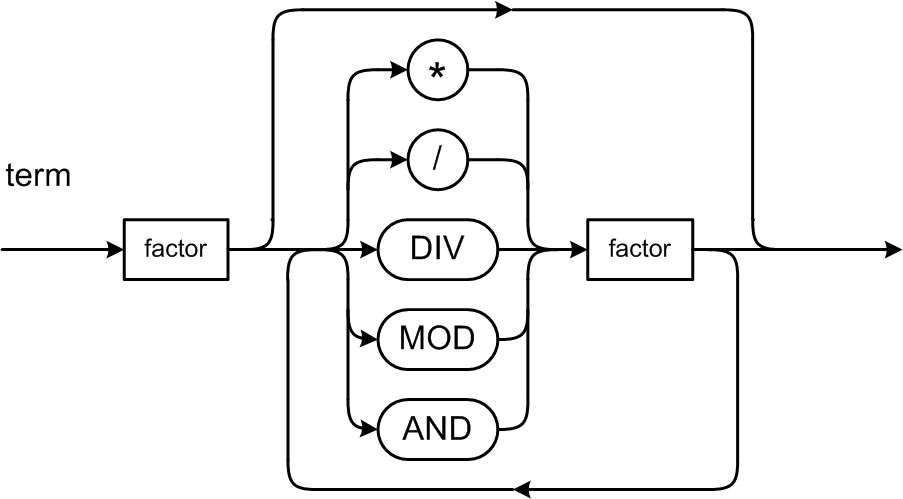 *
/
term
factor
DIV
factor
MOD
AND